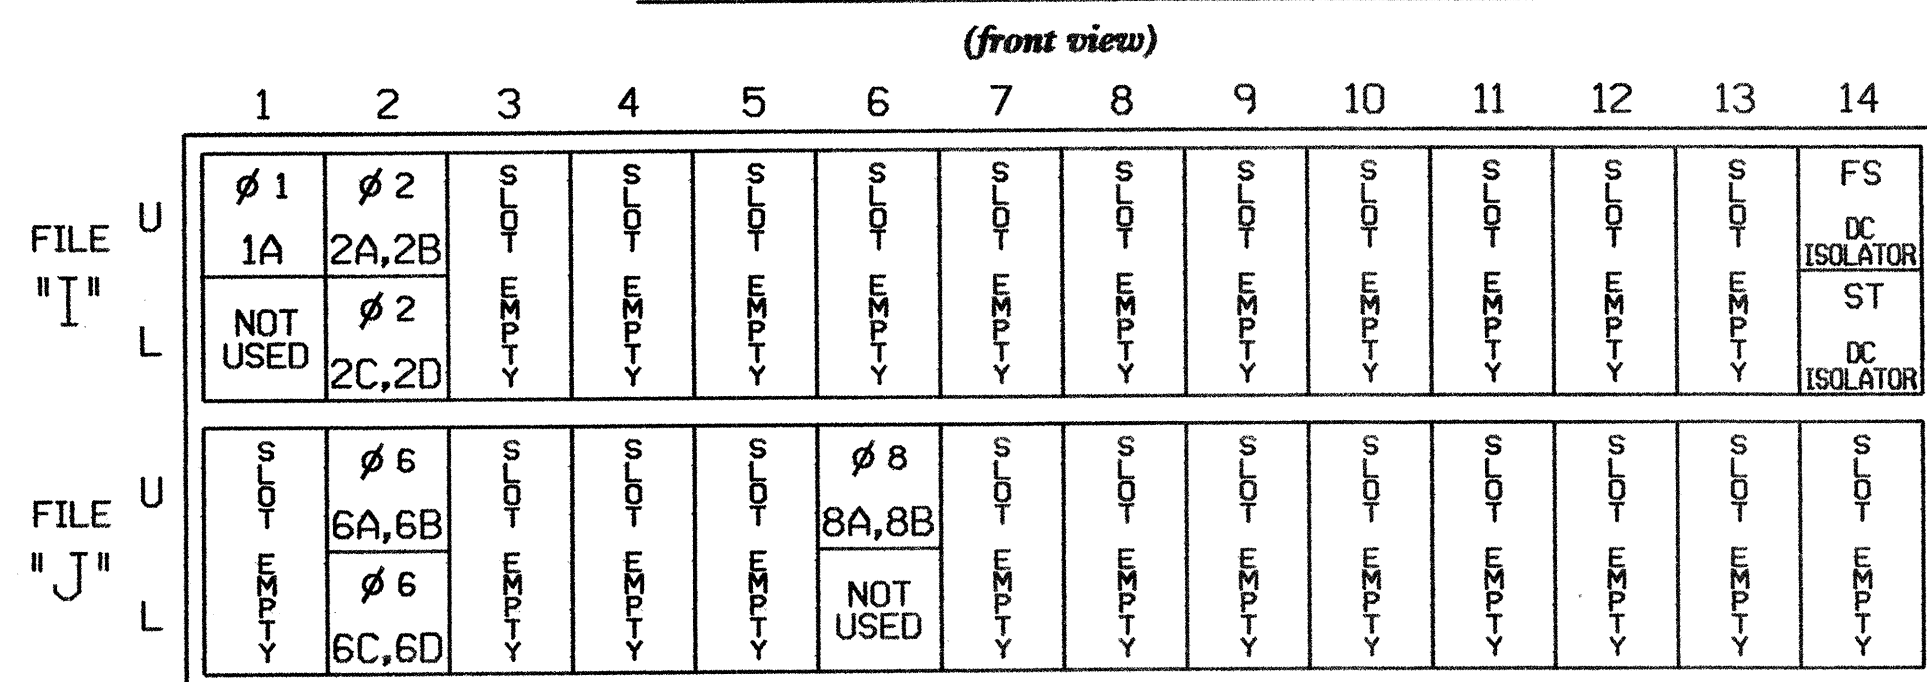 (front view)
1 2 3 4 5 6 7 8 9 10 11 12 13 14
FILE "I"
U
L
ø 1 1A
NOT USED
ø 2 2A,2B
ø 2 2C,2D
SLOT EMPTY
SLOT EMPTY
SLOT EMPTY
SLOT EMPTY
SLOT EMPTY
SLOT EMPTY
SLOT EMPTY
SLOT EMPTY
SLOT EMPTY
SLOT EMPTY
SLOT EMPTY
FS DC ISOLATOR
ST DC ISOLATOR
FILE "J"
U
L
SLOT EMPTY
ø 6 6A,6B
ø 6 6C,6D
SLOT EMPTY
SLOT EMPTY
SLOT EMPTY
ø 8 8A,8B
NOT USED
SLOT EMPTY
SLOT EMPTY
SLOT EMPTY
SLOT EMPTY
SLOT EMPTY
SLOT EMPTY
SLOT EMPTY
SLOT EMPTY